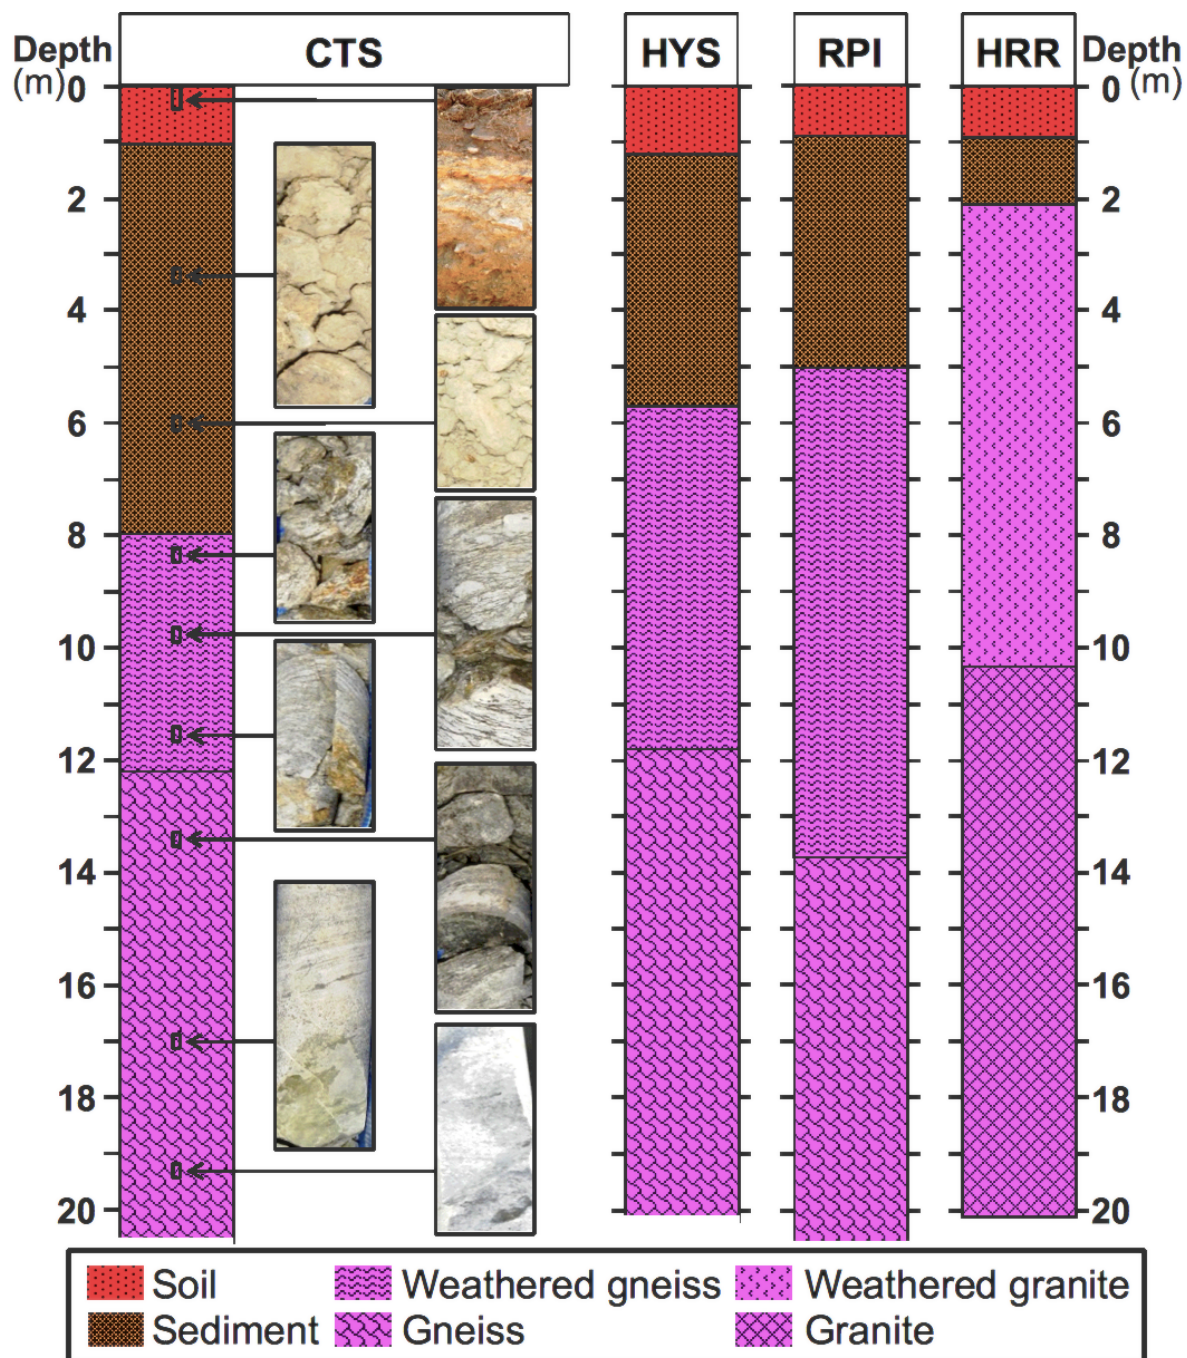 Depth CTS HYS RPI HRR Depth
(m) 0 0 (m)
2 2
4 4
6 6
8 8
10 10
12 12
14 14
16 16
18 18
20 20
Soil Weathered gneiss Weathered granite
Sediment Gneiss Granite